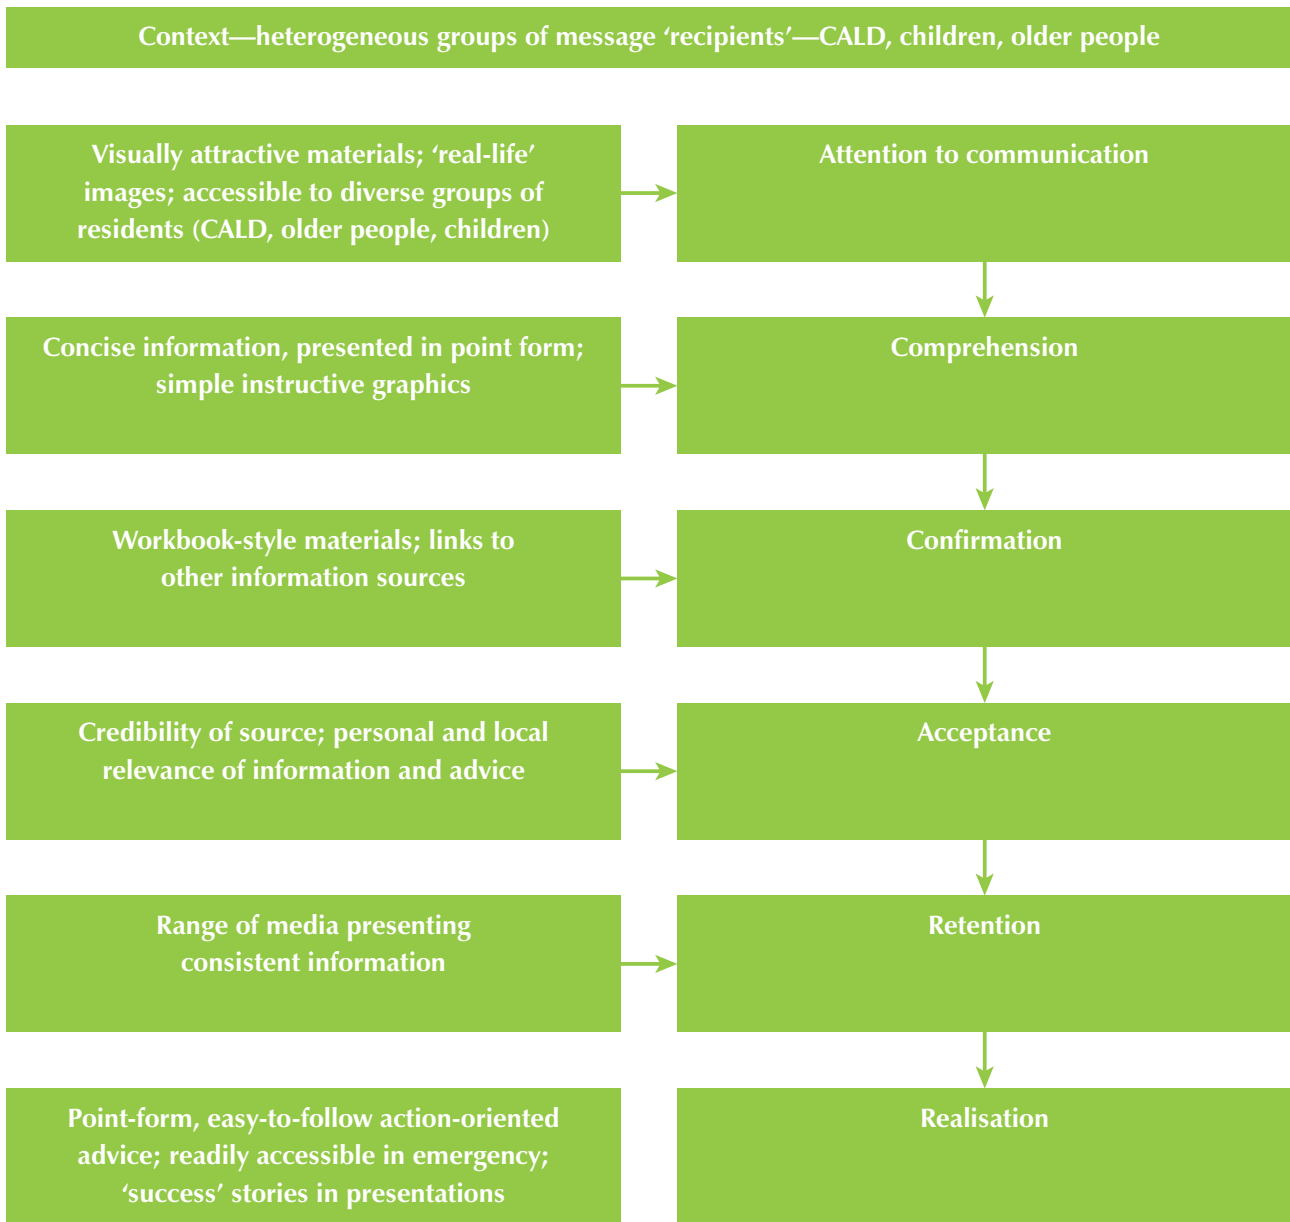 Context—heterogeneous groups of message ‘recipients’—CALD, children, older people
Visually attractive materials; ‘real-life’
images; accessible to diverse groups of
residents (CALD, older people, children)
Attention to communication
Concise information, presented in point form;
simple instructive graphics
Comprehension
Workbook-style materials; links to
other information sources
Confirmation
Credibility of source; personal and local
relevance of information and advice
Acceptance
Range of media presenting
consistent information
Retention
Point-form, easy-to-follow action-oriented
advice; readily accessible in emergency;
‘success’ stories in presentations
Realisation